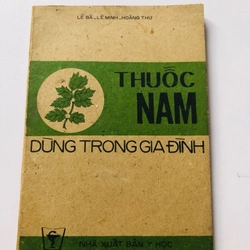 LÊ BÁ, LÊ MINH, HOÀNG THƯ
THUỐC
NAM
DÙNG TRONG GIA ĐÌNH
NHÀ XUẤT BẢN Y HỌC